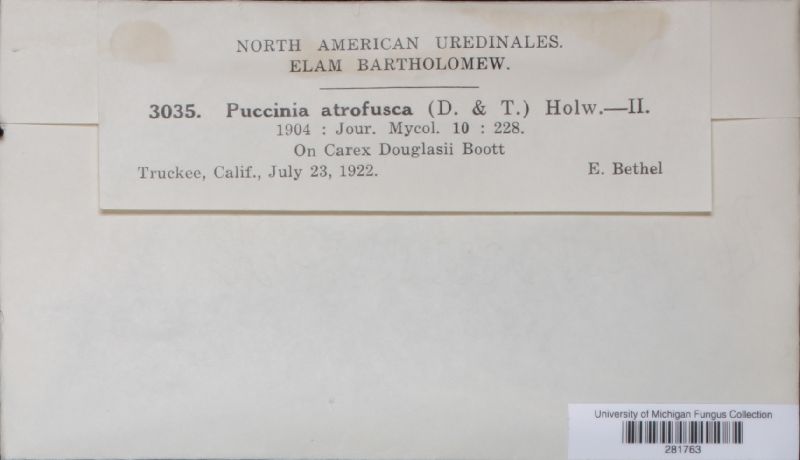 NORTH AMERICAN UREDINALES.
ELAM BARTHOLOMEW.
3035. Puccinia atrofusca (D. & T.) Holw.—II.
1904 : Jour. Mycol. 10 : 228.
On Carex Douglasii Boott
Truckee, Calif., July 23, 1922. E. Bethel
University of Michigan Fungus Collection
281763